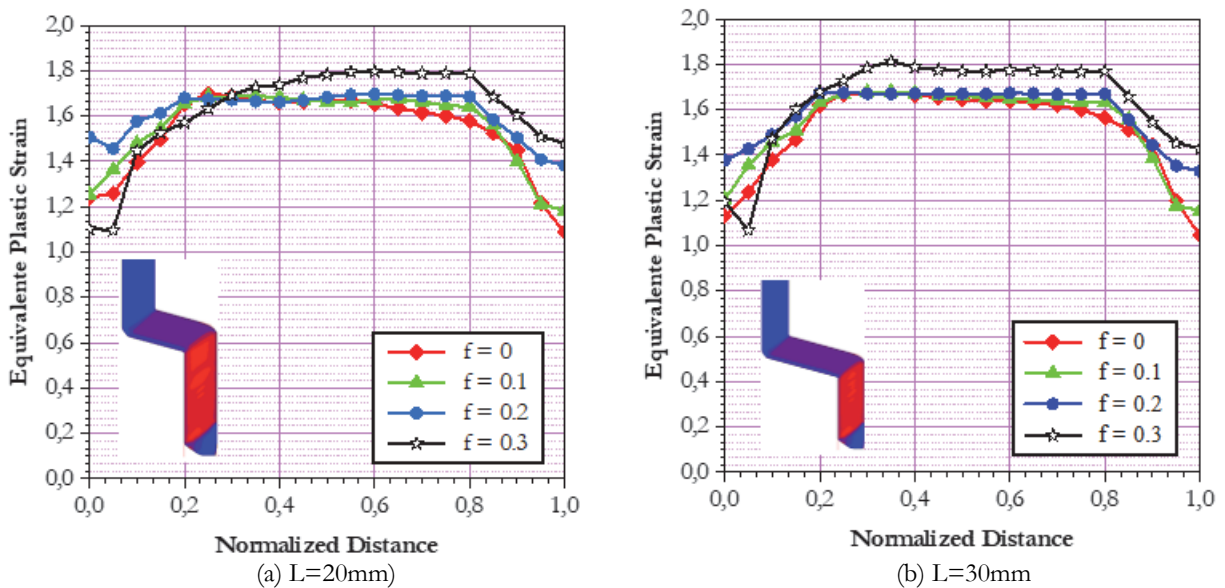 Equivalente Plastic Strain
2,0
1,8
1,6
1,4
1,2
1,0
0,8
0,6
0,4
0,2
0,0
f = 0
f = 0.1
f = 0.2
f = 0.3
0,0 0,2 0,4 0,6 0,8 1,0
Normalized Distance
(a) L=20mm)
Equivalente Plastic Strain
2,0
1,8
1,6
1,4
1,2
1,0
0,8
0,6
0,4
0,2
0,0
f = 0
f = 0.1
f = 0.2
f = 0.3
0,0 0,2 0,4 0,6 0,8 1,0
Normalized Distance
(b) L=30mm